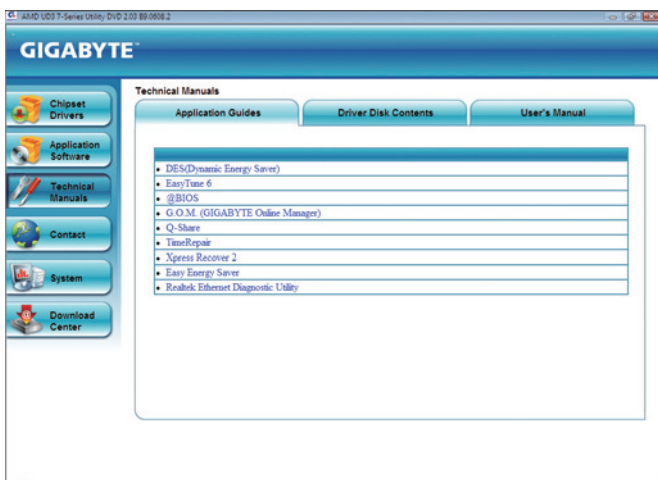 AMD UD3 7-Series Utility DVD 2.03 B9.0608.2
GIGABYTE™
Technical Manuals
Application Guides
Driver Disk Contents
User's Manual
Chipset
Drivers
Application
Software
Technical
Manuals
Contact
System
Download
Center
• DES(Dynamic Energy Saver)
• EasyTune 6
• @BIOS
• G.O.M. (GIGABYTE Online Manager)
• Q-Share
• TimeRepair
• Xpress Recover 2
• Easy Energy Saver
• Realtek Ethernet Diagnostic Utility